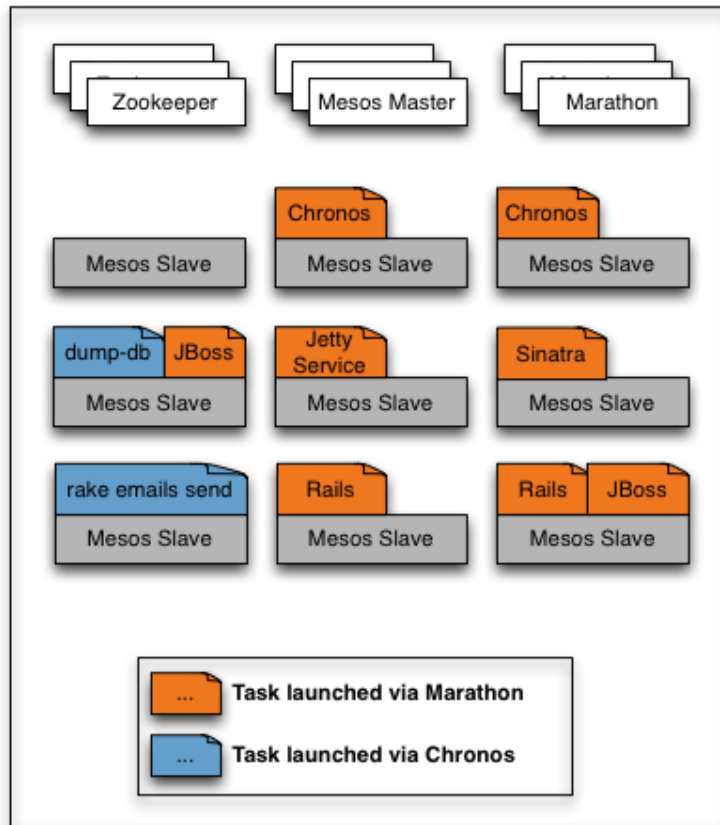 Zookeeper
Mesos Master
Marathon
Chronos
Chronos
Mesos Slave
Mesos Slave
Mesos Slave
dump-db
JBoss
Jetty
Service
Sinatra
Mesos Slave
Mesos Slave
Mesos Slave
rake emails send
Rails
Rails
JBoss
Mesos Slave
Mesos Slave
Mesos Slave
... Task launched via Marathon
... Task launched via Chronos